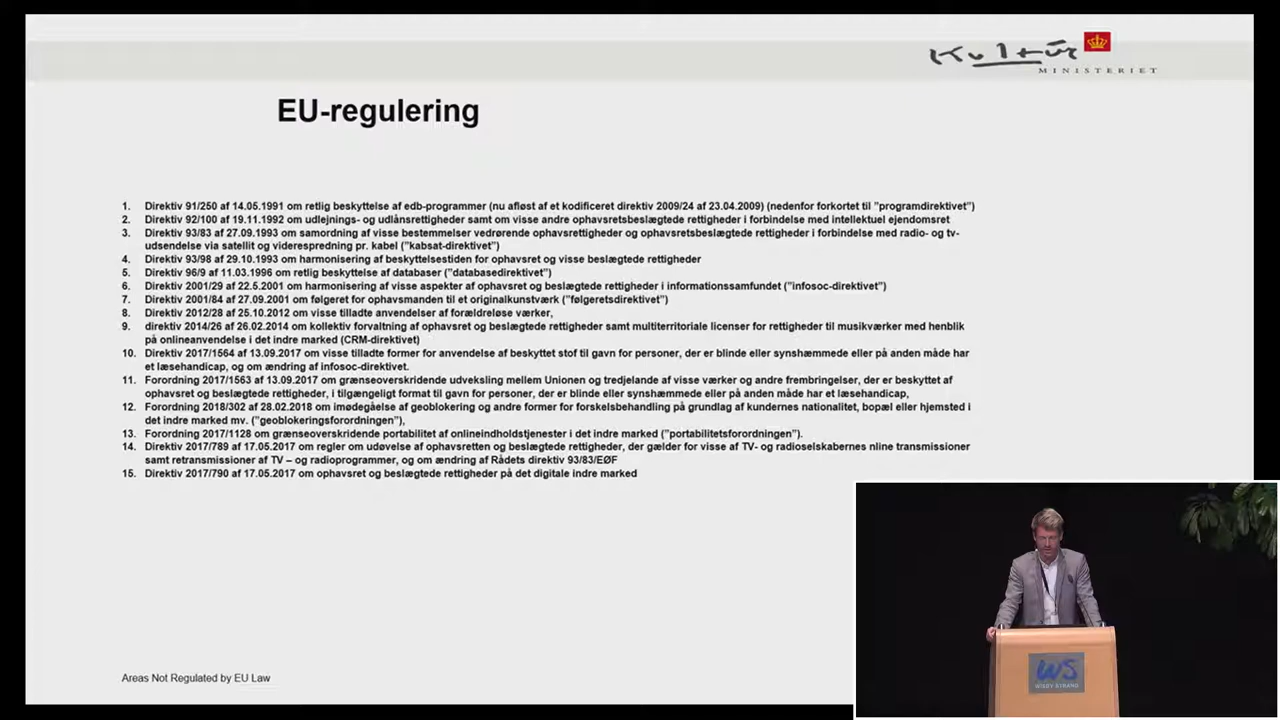 Kultur
MINISTERIET
EU-regulering
1. Direktiv 91/250 af 14.05.1991 om retlig beskyttelse af edb-programmer (nu afløst af et kodificeret direktiv 2009/24 af 23.04.2009) (nedenfor forkortet til ”programdirektivet”)
2. Direktiv 92/100 af 19.11.1992 om udlejnings- og udlånsrettigheder samt om visse andre ophavsretsbeslægtede rettigheder i forbindelse med intellektuel ejendomsret
3. Direktiv 93/83 af 27.09.1993 om samordning af visse bestemmelser vedrørende ophavsrettigheder og ophavsretsbeslægtede rettigheder i forbindelse med radio- og tv-
udsendelse via satellit og viderespredning pr. kabel (”kabsat-direktivet”)
4. Direktiv 93/98 af 29.10.1993 om harmonisering af beskyttelsestiden for ophavsret og visse beslægtede rettigheder
5. Direktiv 96/9 af 11.03.1996 om retlig beskyttelse af databaser (”databasedirektivet”)
6. Direktiv 2001/29 af 22.5.2001 om harmonisering af visse aspekter af ophavsret og beslægtede rettigheder i informationssamfundet (”infosoc-direktivet”)
7. Direktiv 2001/84 af 27.09.2001 om følgeret for ophavsmanden til et originalkunstværk (”følgeretsdirektivet”)
8. Direktiv 2012/28 af 25.10.2012 om visse tilladte anvendelser af forældreløse værker,
9. direktiv 2014/26 af 26.02.2014 om kollektiv forvaltning af ophavsret og beslægtede rettigheder samt multiterritoriale licenser for rettigheder til musikværker med henblik
på onlineanvendelse i det indre marked (CRM-direktivet)
10. Direktiv 2017/1564 af 13.09.2017 om visse tilladte former for anvendelse af beskyttet stof til gavn for personer, der er blinde eller synshæmmede eller på anden måde har
et læsehandicap, og om ændring af infosoc-direktivet.
11. Forordning 2017/1563 af 13.09.2017 om grænseoverskridende udveksling mellem Unionen og tredjelande af visse værker og andre frembringelser, der er beskyttet af
ophavsret og beslægtede rettigheder, i tilgængeligt format til gavn for personer, der er blinde eller synshæmmede eller på anden måde har et læsehandicap,
12. Forordning 2018/302 af 28.02.2018 om imødegåelse af geoblokering og andre former for forskelsbehandling på grundlag af kundernes nationalitet, bopæl eller hjemsted i
det indre marked mv. (”geoblokeringsforordningen”),
13. Forordning 2017/1128 om grænseoverskridende portabilitet af onlineindholdstjenester i det indre marked (”portabilitetsforordningen”).
14. Direktiv 2017/789 af 17.05.2017 om regler om udøvelse af ophavsretten og beslægtede rettigheder, der gælder for visse af TV- og radioselskabernes nline transmissioner
samt retransmissioner af TV – og radioprogrammer, og om ændring af Rådets direktiv 93/83/EØF
15. Direktiv 2017/790 af 17.05.2017 om ophavsret og beslægtede rettigheder på det digitale indre marked
Areas Not Regulated by EU Law
WS
WISBY STRAND